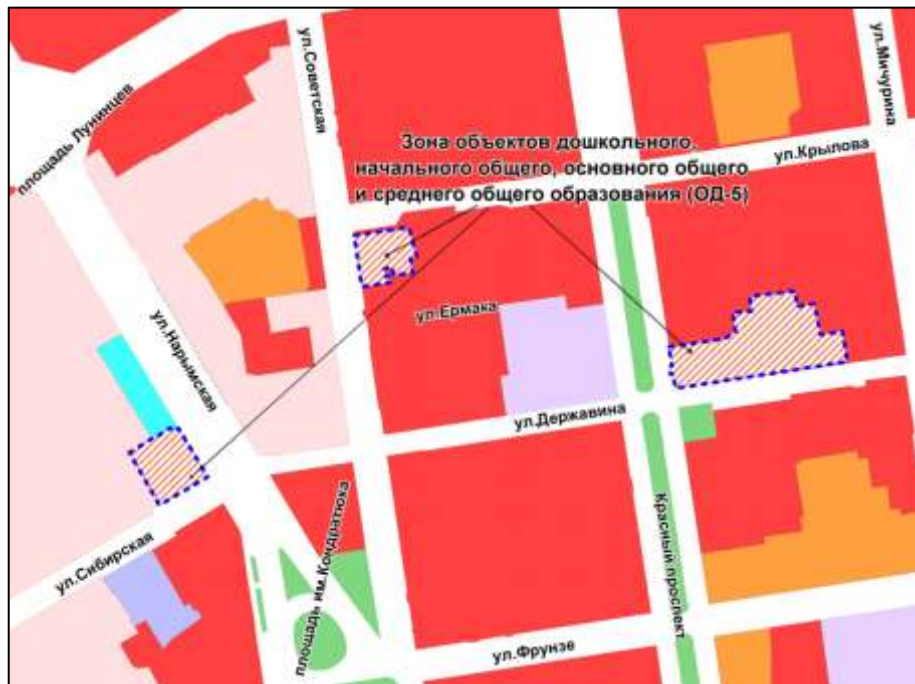 ул.Советская
ул.Мичурина
площадь Лунинцев
Зона объектов дошкольного,
начального общего, основного общего
и среднего общего образования (ОД-5)
ул.Крылова
ул.Ермака
ул.Нарымская
ул.Державина
ул.Сибирская
площадь им.Кондратюка
Красный проспект
ул.Фрунзе